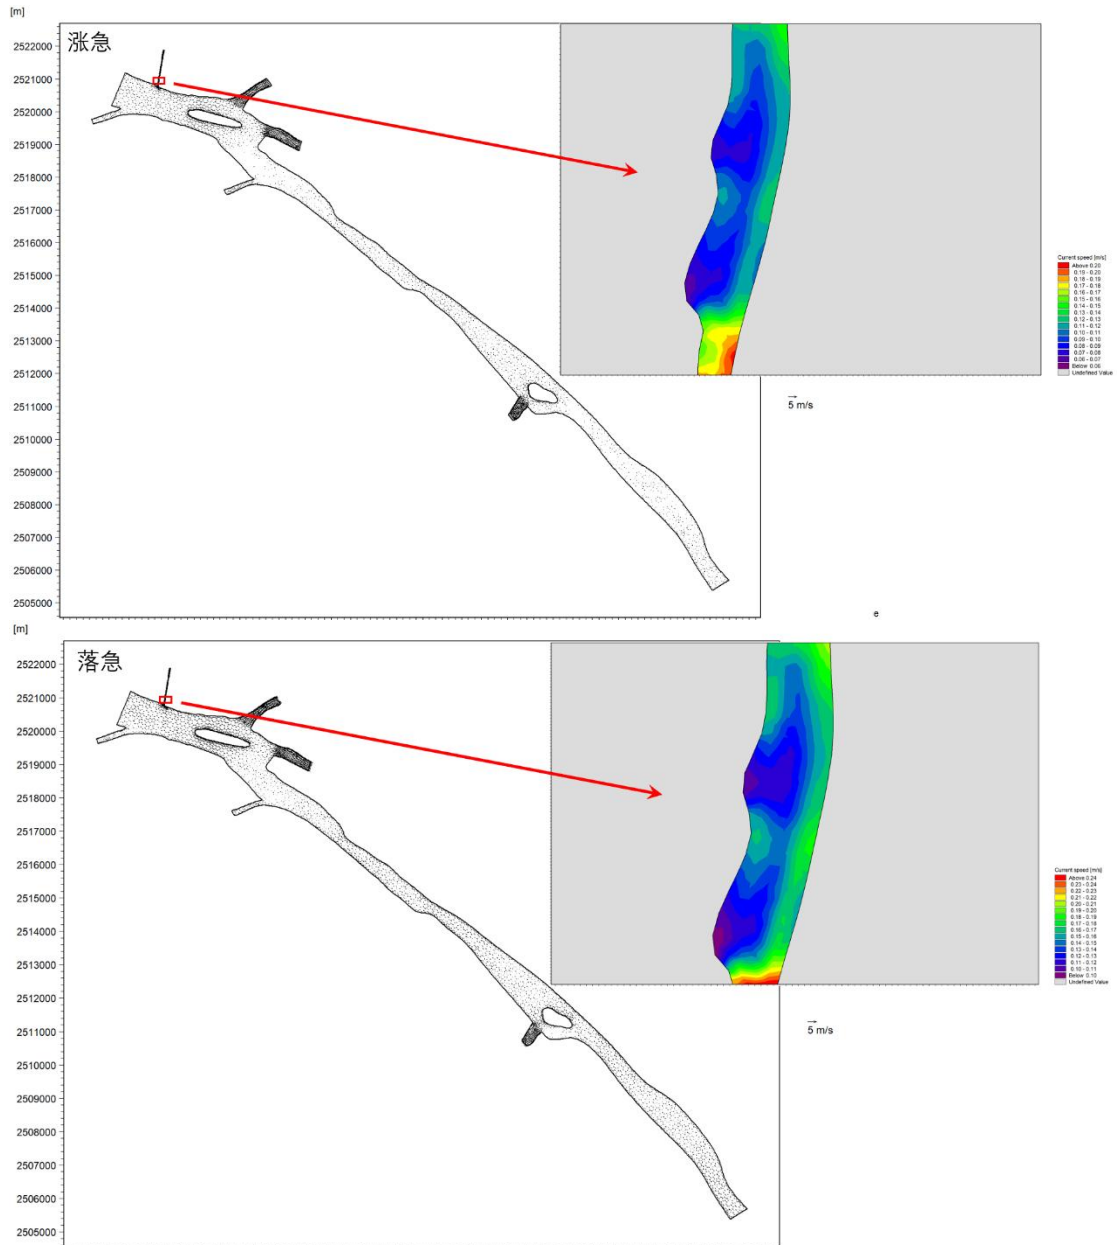 [m]
涨急
2522000
2521000
2520000
2519000
2518000
2517000
2516000
2515000
2514000
2513000
2512000
2511000
2510000
2509000
2508000
2507000
2506000
2505000
Current speed [m/s]
Above 0.20
0.19 - 0.20
0.18 - 0.19
0.17 - 0.18
0.16 - 0.17
0.15 - 0.16
0.14 - 0.15
0.13 - 0.14
0.12 - 0.13
0.11 - 0.12
0.10 - 0.11
0.09 - 0.10
0.08 - 0.09
0.07 - 0.08
0.06 - 0.07
Below 0.06
Undefined Value
5 m/s
e
[m]
落急
2522000
2521000
2520000
2519000
2518000
2517000
2516000
2515000
2514000
2513000
2512000
2511000
2510000
2509000
2508000
2507000
2506000
2505000
Current speed [m/s]
Above 0.24
0.23 - 0.24
0.22 - 0.23
0.21 - 0.22
0.20 - 0.21
0.19 - 0.20
0.18 - 0.19
0.17 - 0.18
0.16 - 0.17
0.15 - 0.16
0.14 - 0.15
0.13 - 0.14
0.12 - 0.13
0.11 - 0.12
0.10 - 0.11
Below 0.10
Undefined Value
5 m/s